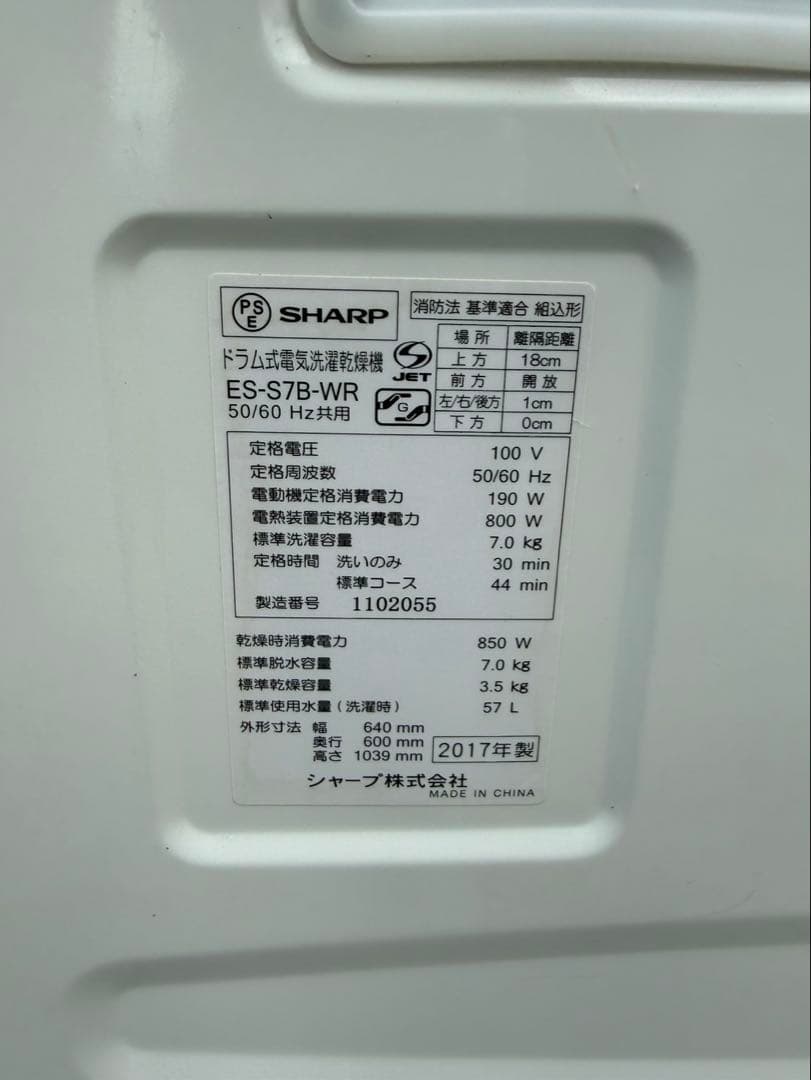 PSE SHARP
消防法 基準適合 組込形
ドラム式電気洗濯乾燥機
JET
ES-S7B-WR
G
50/60 Hz共用
場所 離隔距離
上方 18cm
前方 開放
左/右/後方 1cm
下方 0cm
定格電圧 100 V
定格周波数 50/60 Hz
電動機定格消費電力 190 W
電熱装置定格消費電力 800 W
標準洗濯容量 7.0 kg
定格時間 洗いのみ 30 min
標準コース 44 min
製造番号 1102055
乾燥時消費電力 850 W
標準脱水容量 7.0 kg
標準乾燥容量 3.5 kg
標準使用水量(洗濯時) 57 L
外形寸法 幅 640 mm
奥行 600 mm
高さ 1039 mm
2017年製
シャープ株式会社
MADE IN CHINA